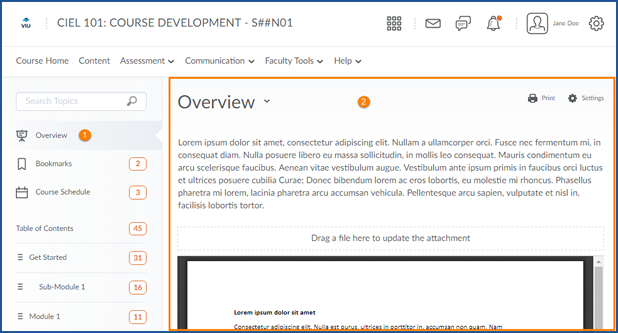 VIU
CIEL 101: COURSE DEVELOPMENT - S##N01
Jane Doe
Course Home Content Assessment Communication Faculty Tools Help
Search Topics
Overview 1
Bookmarks 2
Course Schedule 3
Table of Contents 45
Get Started 31
Sub-Module 1 16
Module 1 11
Overview 2
Print Settings
Lorem ipsum dolor sit amet, consectetur adipiscing elit. Nullam a ullamcorper orci. Fusce nec fermentum mi, in
consequat diam. Nulla posuere libero eu massa sollicitudin, in mollis leo consequat. Mauris condimentum eu
arcu scelerisque faucibus. Aenean vitae vestibulum augue. Vestibulum ante ipsum primis in faucibus orci luctus
et ultrices posuere cubilia Curae; Donec bibendum lorem ac eros lobortis, eu molestie mi rhoncus. Phasellus
pharetra mi lorem, lacinia pharetra arcu accumsan vehicula. Pellentesque arcu sapien, vulputate et nisl in,
facilisis lobortis tortor.
Drag a file here to update the attachment
Lorem ipsum dolor sit amet
Consectetur adipiscing elit. Nulla est purus, ultrices in porttitor in, accumsan non quam. Nam